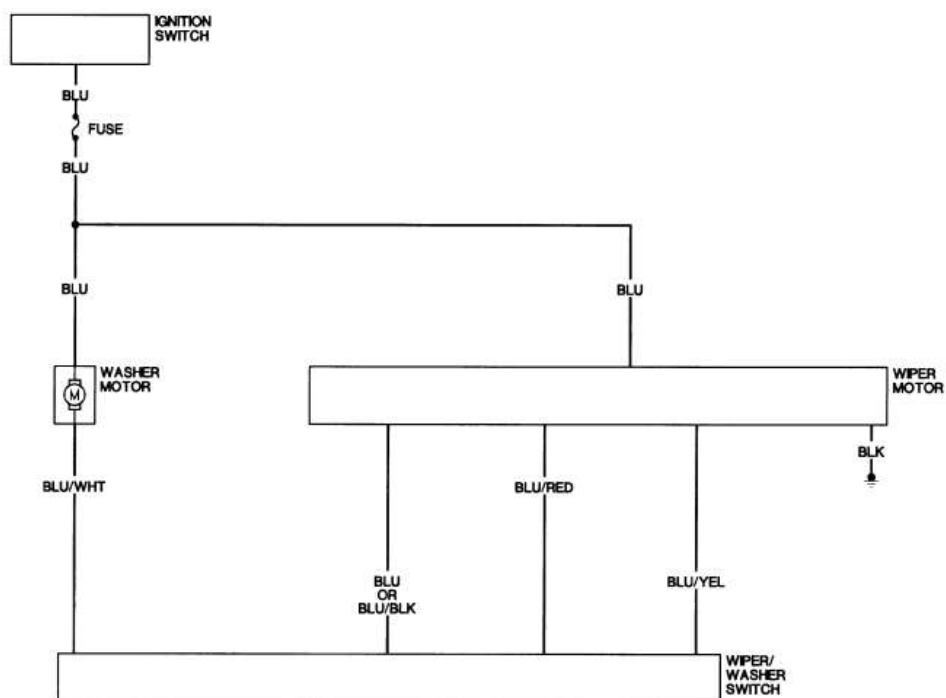 IGNITION
SWITCH
BLU
FUSE
BLU
BLU
BLU
WASHER
MOTOR
M
WIPER
MOTOR
BLK
BLU/WHT
BLU/RED
BLU
OR
BLU/BLK
BLU/YEL
WIPER/
WASHER
SWITCH